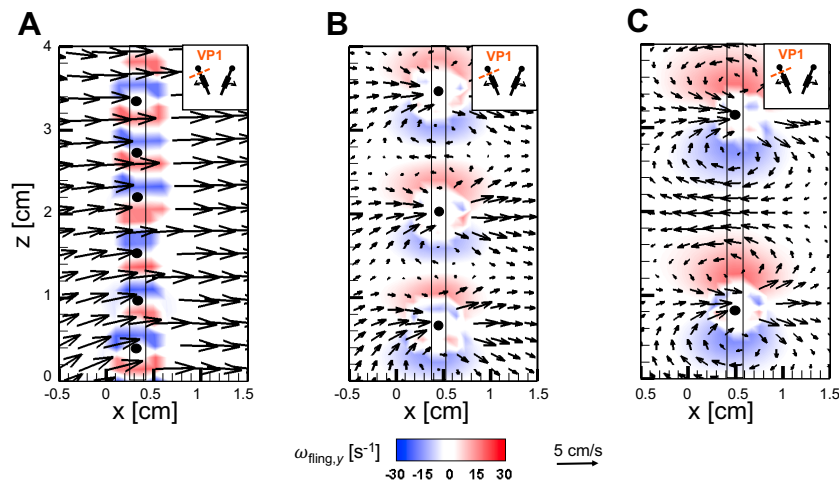 A
B
C
VP1
VP1
VP1
4
3
2
1
0
z [cm]
-0.5 0 0.5 1 1.5
-0.5 0 0.5 1 1.5
-0.5 0 0.5 1 1.5
x [cm]
x [cm]
x [cm]
ω fling,y [s-1]
-30 -15 0 15 30
5 cm/s